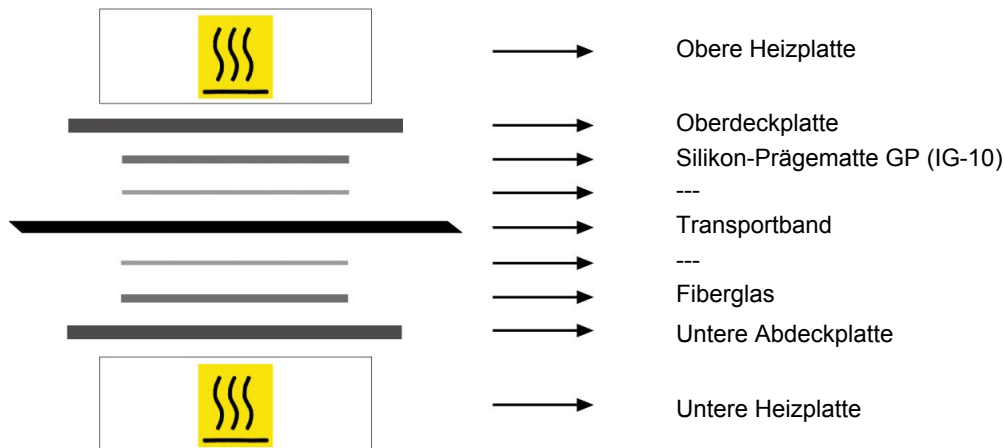 Obere Heizplatte
Oberdeckplatte
Silikon-Prägematte GP (IG-10)
---
Transportband
---
Fiberglas
Untere Abdeckplatte
Untere Heizplatte